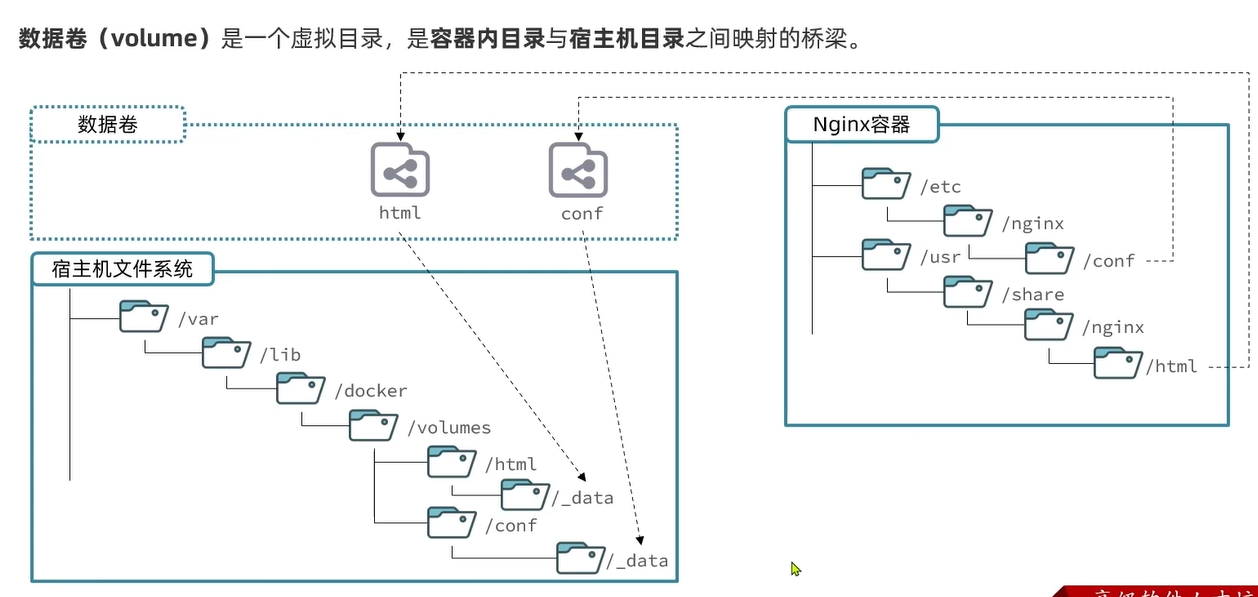 数据卷（volume）是一个虚拟目录，是容器内目录与宿主机目录之间映射的桥梁。
数据卷
html
conf
宿主机文件系统
/var
/lib
/docker
/volumes
/html
/_data
/conf
/_data
Nginx容器
/etc
/nginx
/conf
/usr
/share
/nginx
/html